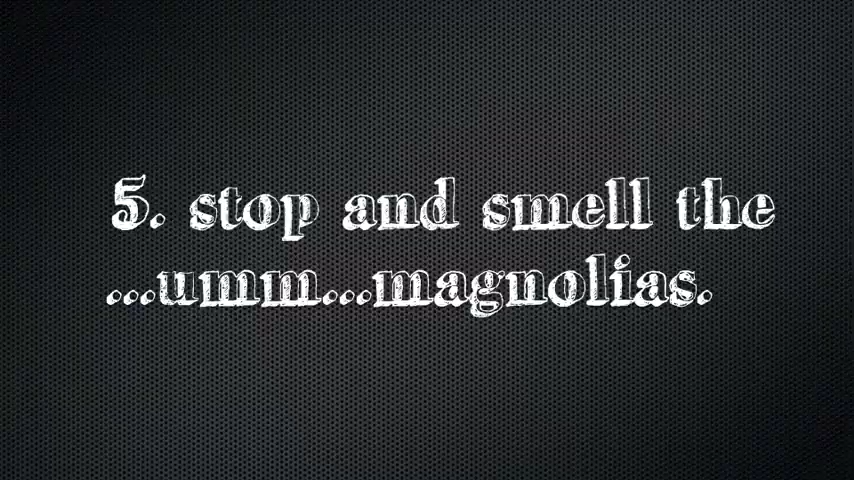 5. stop and smell the
...umm...magnolias.